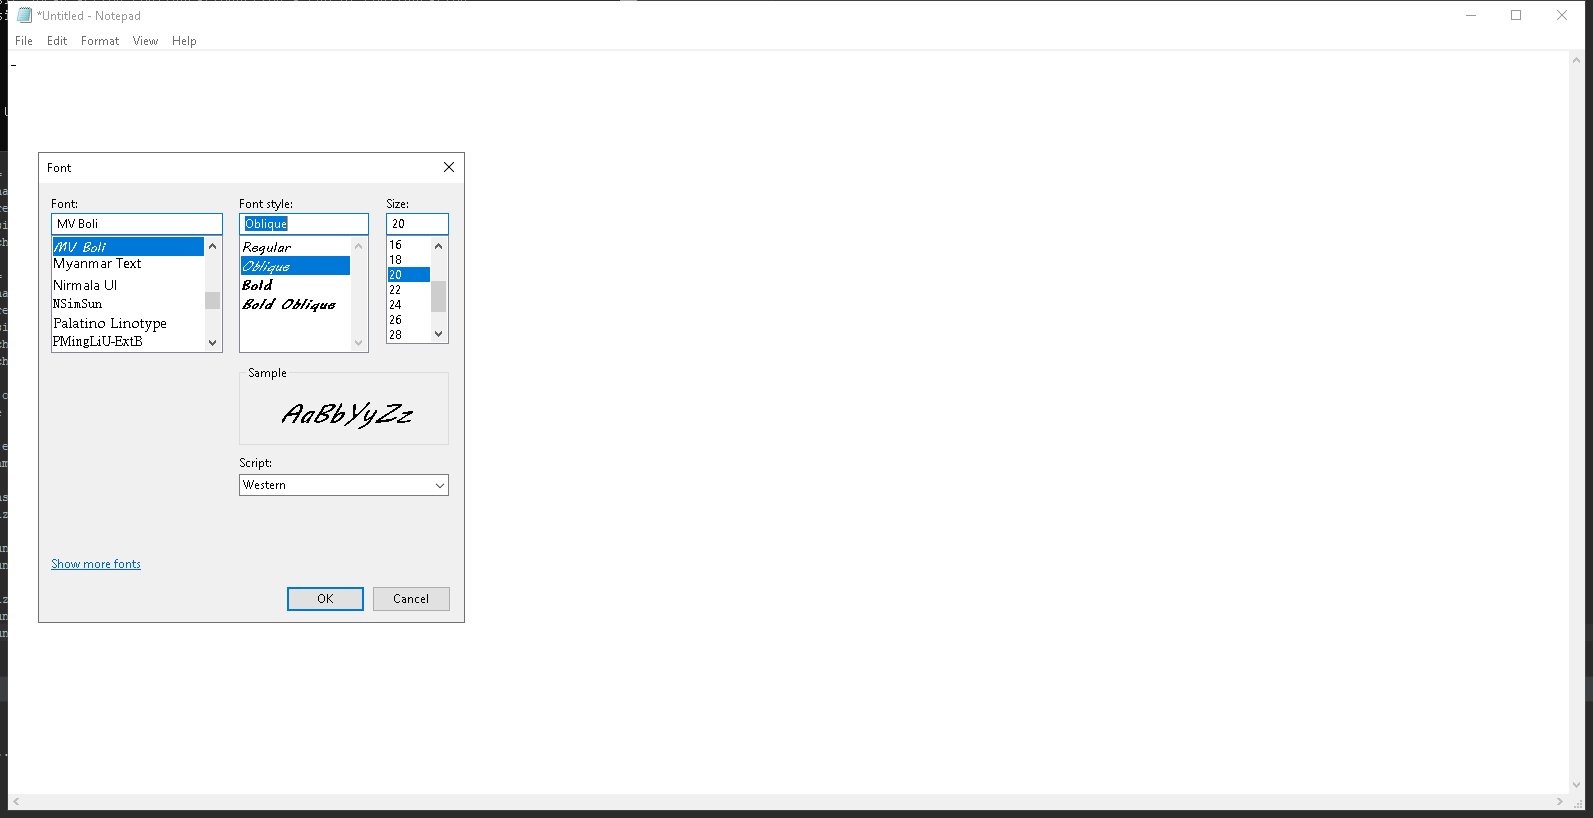 *Untitled - Notepad
File Edit Format View Help
-
Font
Font: Font style: Size:
MV Boli Oblique 20
MV Boli
Myanmar Text
Nirmala UI
NSimSun
Palatino Linotype
PMingLiU-ExtB
Regular
Oblique
Bold
Bold Oblique
16
18
20
22
24
26
28
Sample
AaBbYyZz
Script:
Western
Show more fonts
OK Cancel